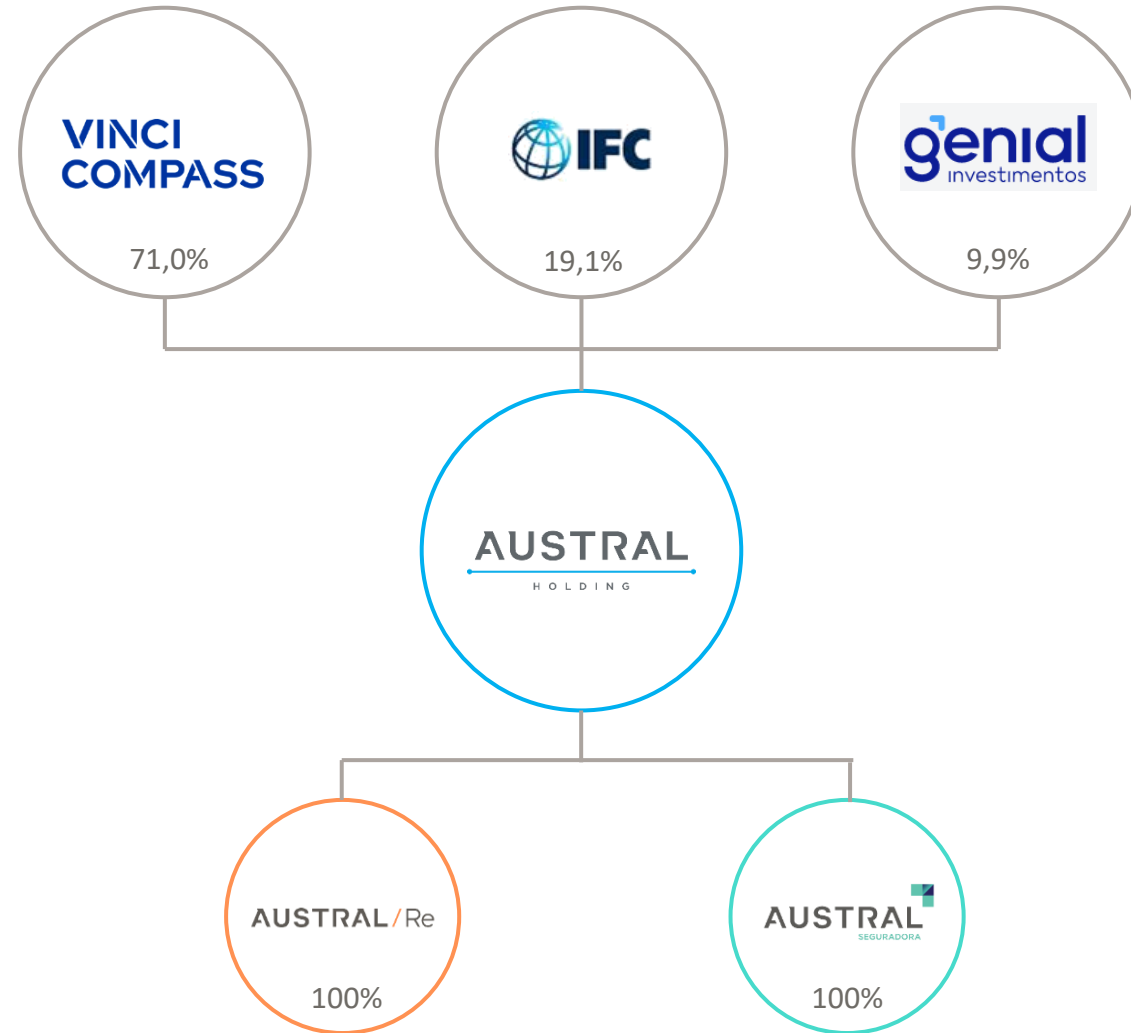 VINCI
COMPASS
71,0%
IFC
19,1%
genial
investimentos
9,9%
AUSTRAL
HOLDING
AUSTRAL/Re
100%
AUSTRAL
SEGURADORA
100%